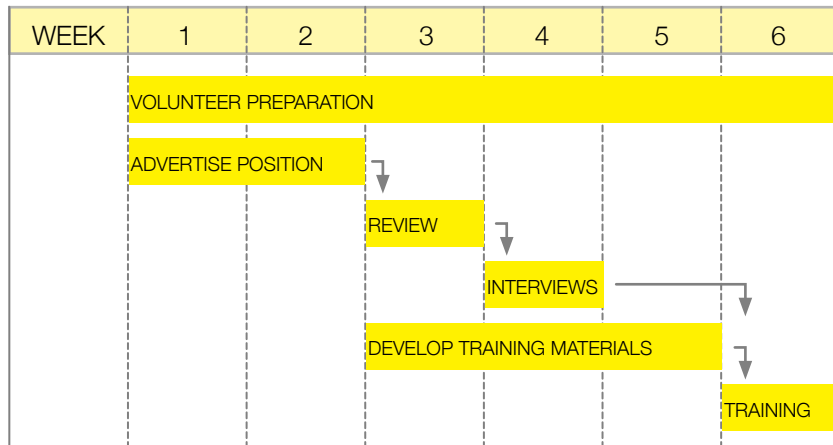 WEEK 1 2 3 4 5 6
VOLUNTEER PREPARATION
ADVERTISE POSITION
REVIEW
INTERVIEWS
DEVELOP TRAINING MATERIALS
TRAINING